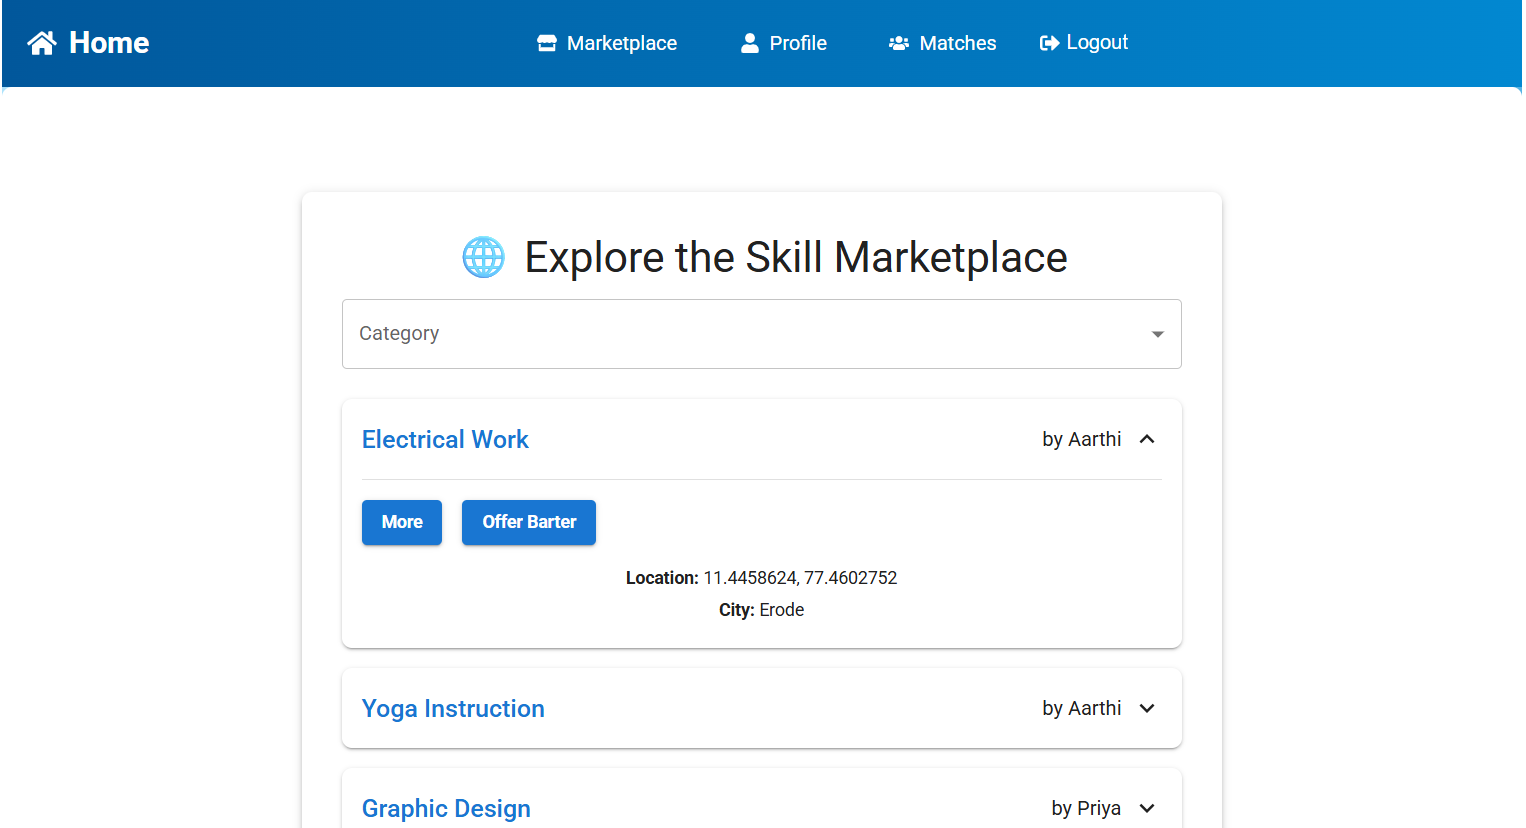 Home Marketplace Profile Matches Logout
Explore the Skill Marketplace
Category
Electrical Work by Aarthi
More Offer Barter
Location: 11.4458624, 77.4602752
City: Erode
Yoga Instruction by Aarthi
Graphic Design by Priya